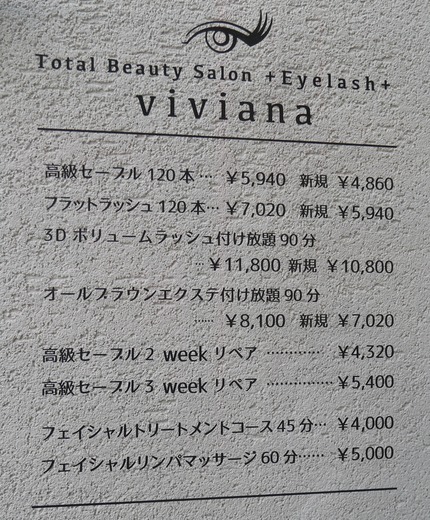 Total Beauty Salon +Eyelash+
viviana
高級セーブル 120 本… ￥5,940 新規 ￥4,860
フラットラッシュ 120 本… ￥7,020 新規 ￥5,940
3D ボリュームラッシュ付け放題 90 分
… ￥11,800 新規 ￥10,800
オールブラウンエクステ付け放題 90 分
…… ￥8,100 新規 ￥7,020
高級セーブル 2 week リペア ………… ￥4,320
高級セーブル 3 week リペア ………… ￥5,400
フェイシャルトリートメントコース 45 分… ￥4,000
フェイシャルリンパマッサージ 60 分…… ￥5,000